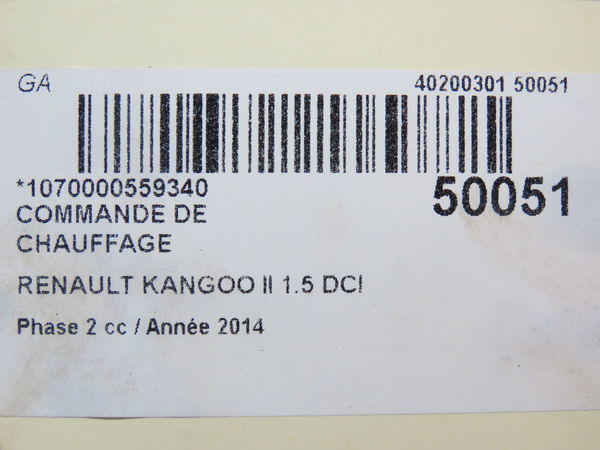 GA 40200301 50051
*1070000559340
50051
COMMANDE DE
CHAUFFAGE
RENAULT KANGOO II 1.5 DCI
Phase 2 cc / Année 2014